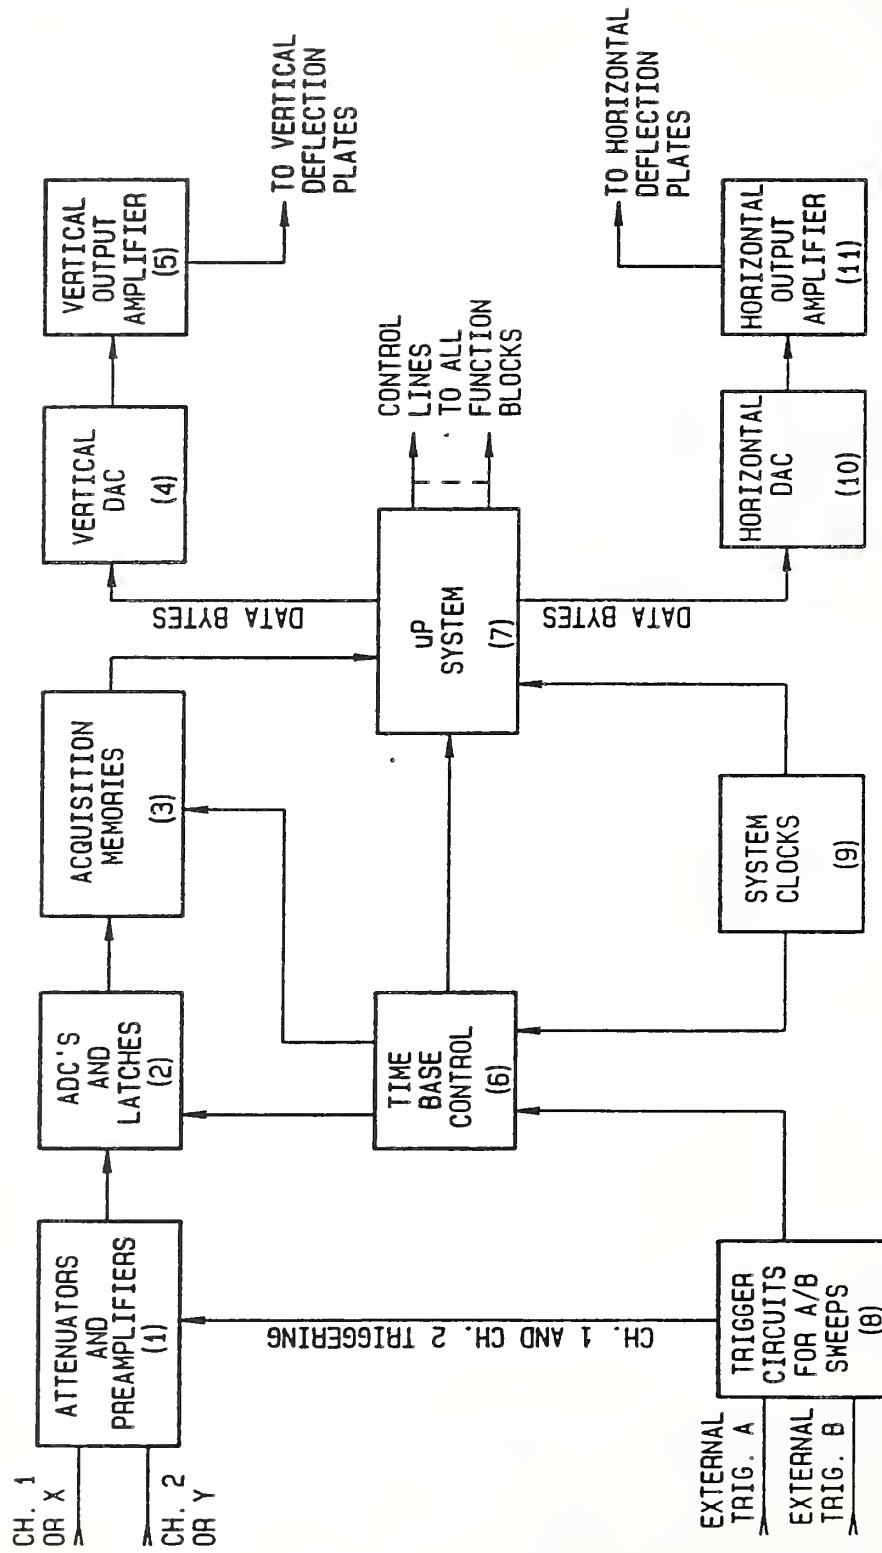 CH. 1
OR X
CH. 2
OR Y
ATTENUATORS
AND
PREAMPLIFIERS
(1)
ADC'S
AND
LATCHES
(2)
ACQUISITION
MEMORIES
(3)
VERTICAL
DAC
(4)
VERTICAL
OUTPUT
AMPLIFIER
(5)
TO VERTICAL
DEFLECTION
PLATES
CH. 1 AND CH. 2 TRIGGERING
TIME
BASE
CONTROL
(6)
DATA BYTES
uP
SYSTEM
(7)
CONTROL
LINES
TO ALL
FUNCTION
BLOCKS
DATA BYTES
EXTERNAL
TRIG. A
EXTERNAL
TRIG. B
TRIGGER
CIRCUITS
FOR A/B
SWEEPS
(8)
SYSTEM
CLOCKS
(9)
HORIZONTAL
DAC
(10)
HORIZONTAL
OUTPUT
AMPLIFIER
(11)
TO HORIZONTAL
DEFLECTION
PLATES